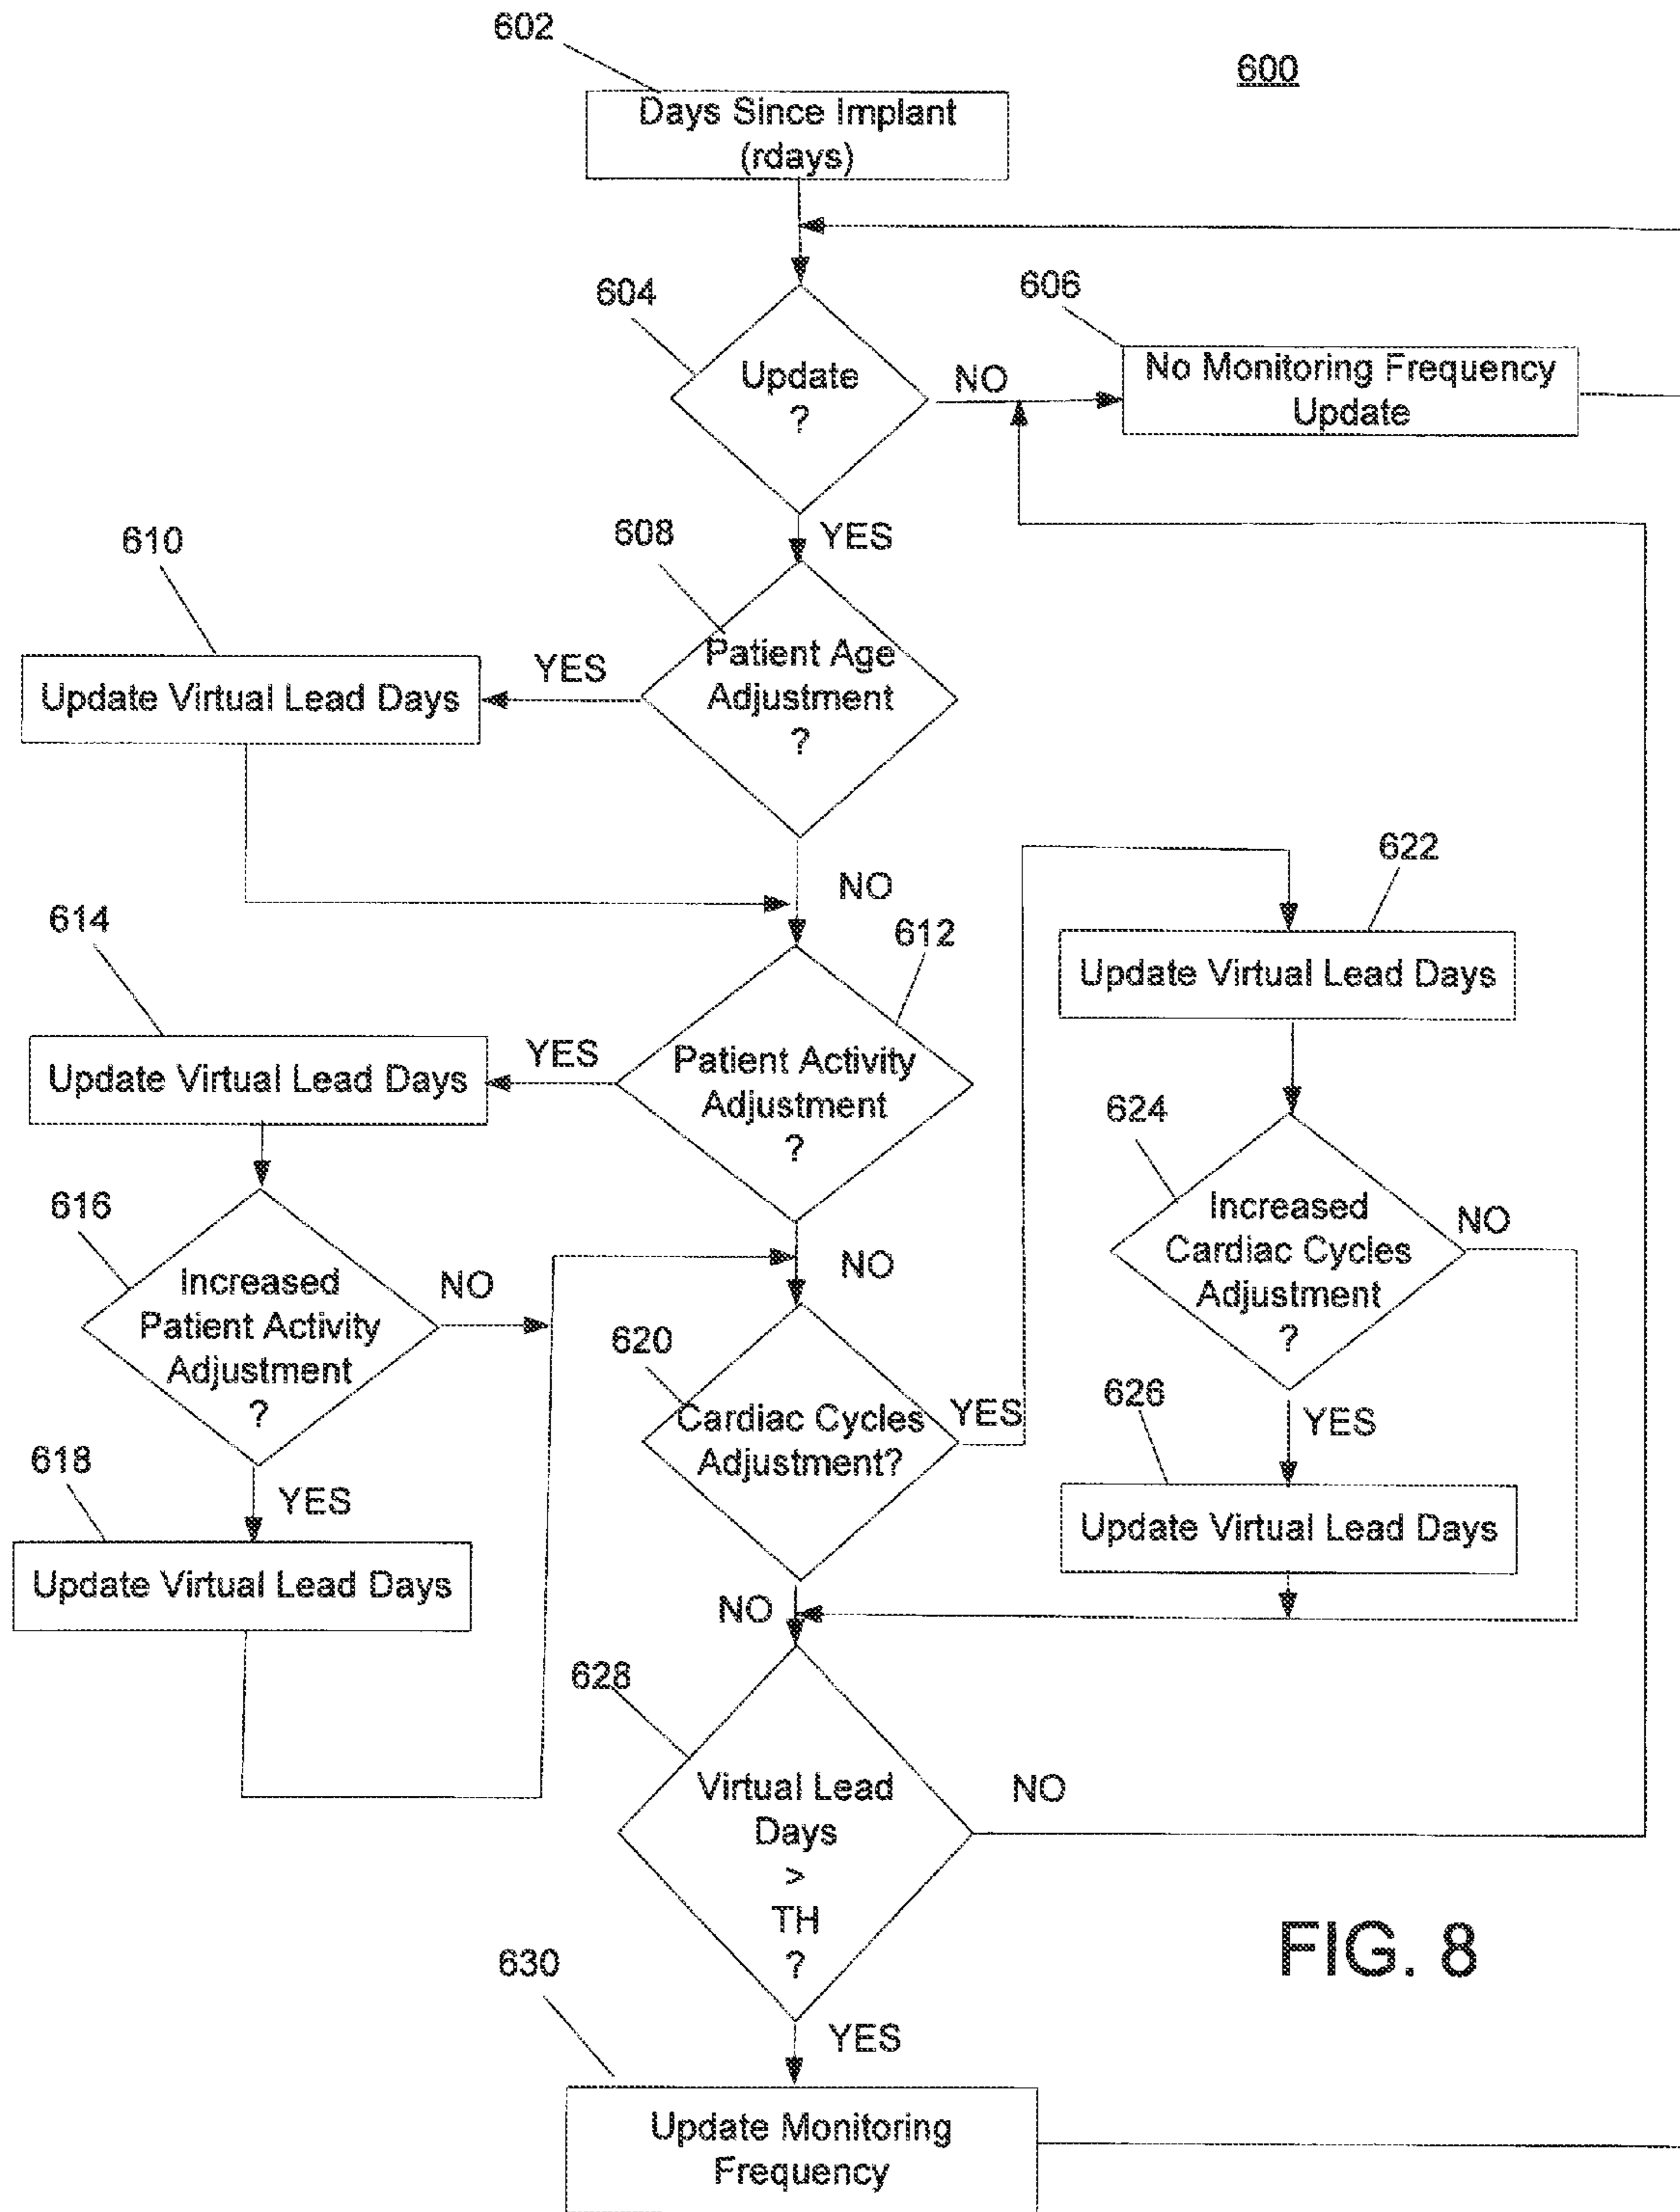 602
600
Days Since Implant
(rdays)
604
606
Update
?
NO
No Monitoring Frequency
Update
YES
608
610
Patient Age
Adjustment
?
YES
Update Virtual Lead Days
NO
622
614
612
Update Virtual Lead Days
YES
Update Virtual Lead Days
Patient Activity
Adjustment
?
624
616
NO
Increased
Cardiac Cycles
Adjustment
?
NO
Increased
Patient Activity
Adjustment
?
NO
620
Cardiac Cycles
Adjustment?
YES
626
YES
618
YES
Update Virtual Lead Days
Update Virtual Lead Days
NO
628
Virtual Lead
Days
>
TH
?
NO
FIG. 8
630
YES
Update Monitoring
Frequency